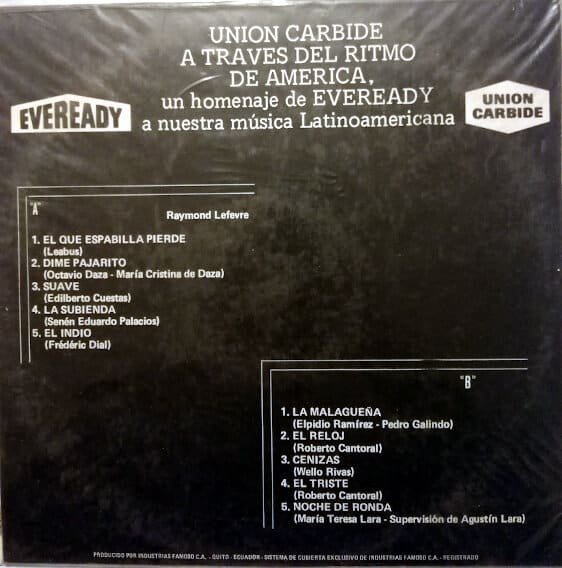 UNION CARBIDE
A TRAVES DEL RITMO
DE AMERICA,
un homenaje de EVEREADY
a nuestra música Latinoamericana
EVEREADY
UNION
CARBIDE
"A"
Raymond Lefevre
1. EL QUE ESPABILLA PIERDE
(Leabus)
2. DIME PAJARITO
(Octavio Daza - María Cristina de Daza)
3. SUAVE
(Edilberto Cuestas)
4. LA SUBIENDA
(Senén Eduardo Palacios)
5. EL INDIO
(Fréderíc Dial)
"B"
1. LA MALAGUEÑA
(Elpidio Ramírez - Pedro Galindo)
2. EL RELOJ
(Roberto Cantoral)
3. CENIZAS
(Wello Rivas)
4. EL TRISTE
(Roberto Cantoral)
5. NOCHE DE RONDA
(María Teresa Lara - Supervisión de Agustín Lara)
PRODUCIDO POR INDUSTRIAS FAMOSO C.A. - QUITO - ECUADOR - SISTEMA DE CUBIERTA EXCLUSIVO DE INDUSTRIAS FAMOSO C.A. - REGISTRADO